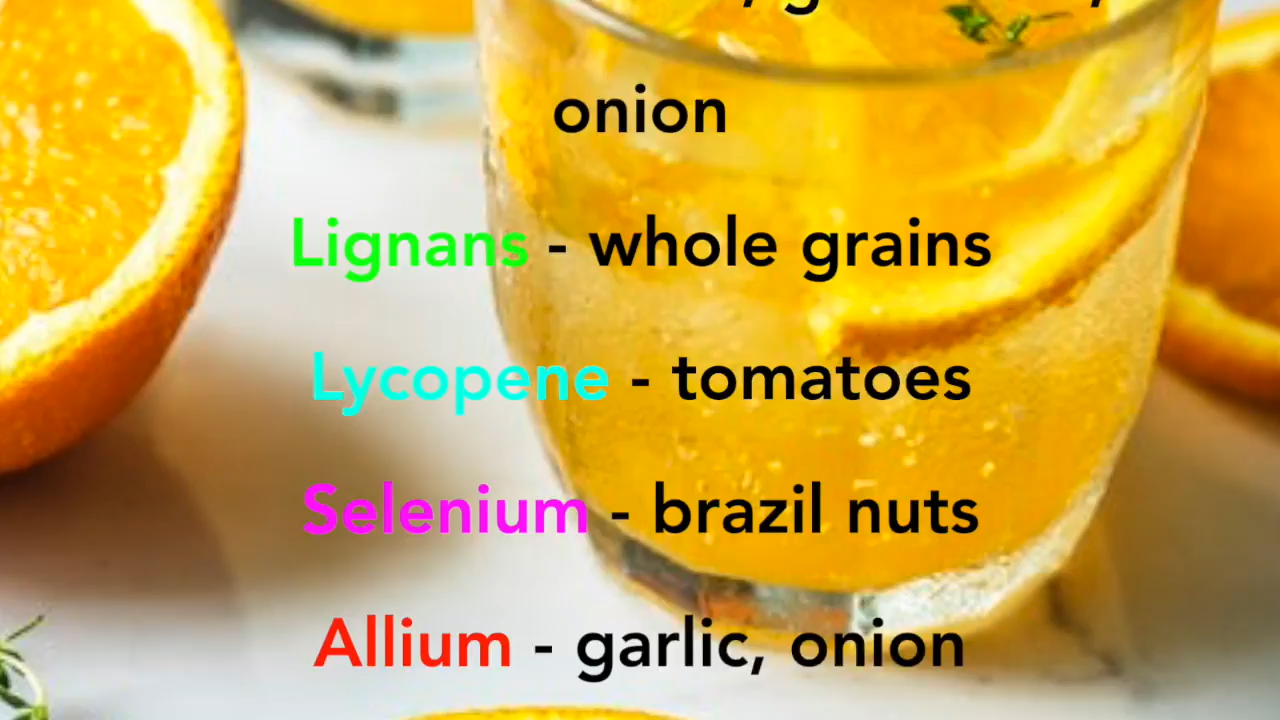 onion
Lignans - whole grains
Lycopene - tomatoes
Selenium - brazil nuts
Allium - garlic, onion